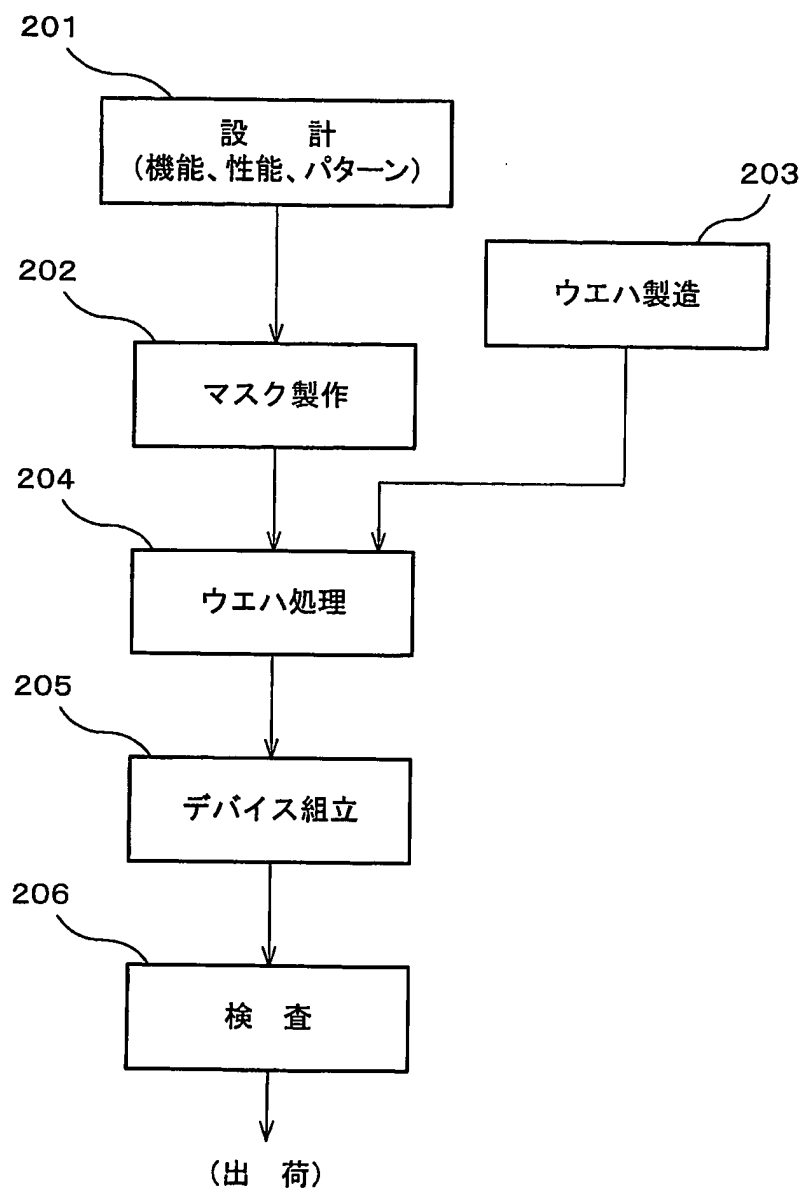 201
設　計
(機能、性能、パターン)
203
ウエハ製造
202
マスク製作
204
ウエハ処理
205
デバイス組立
206
検　査
(出　荷)